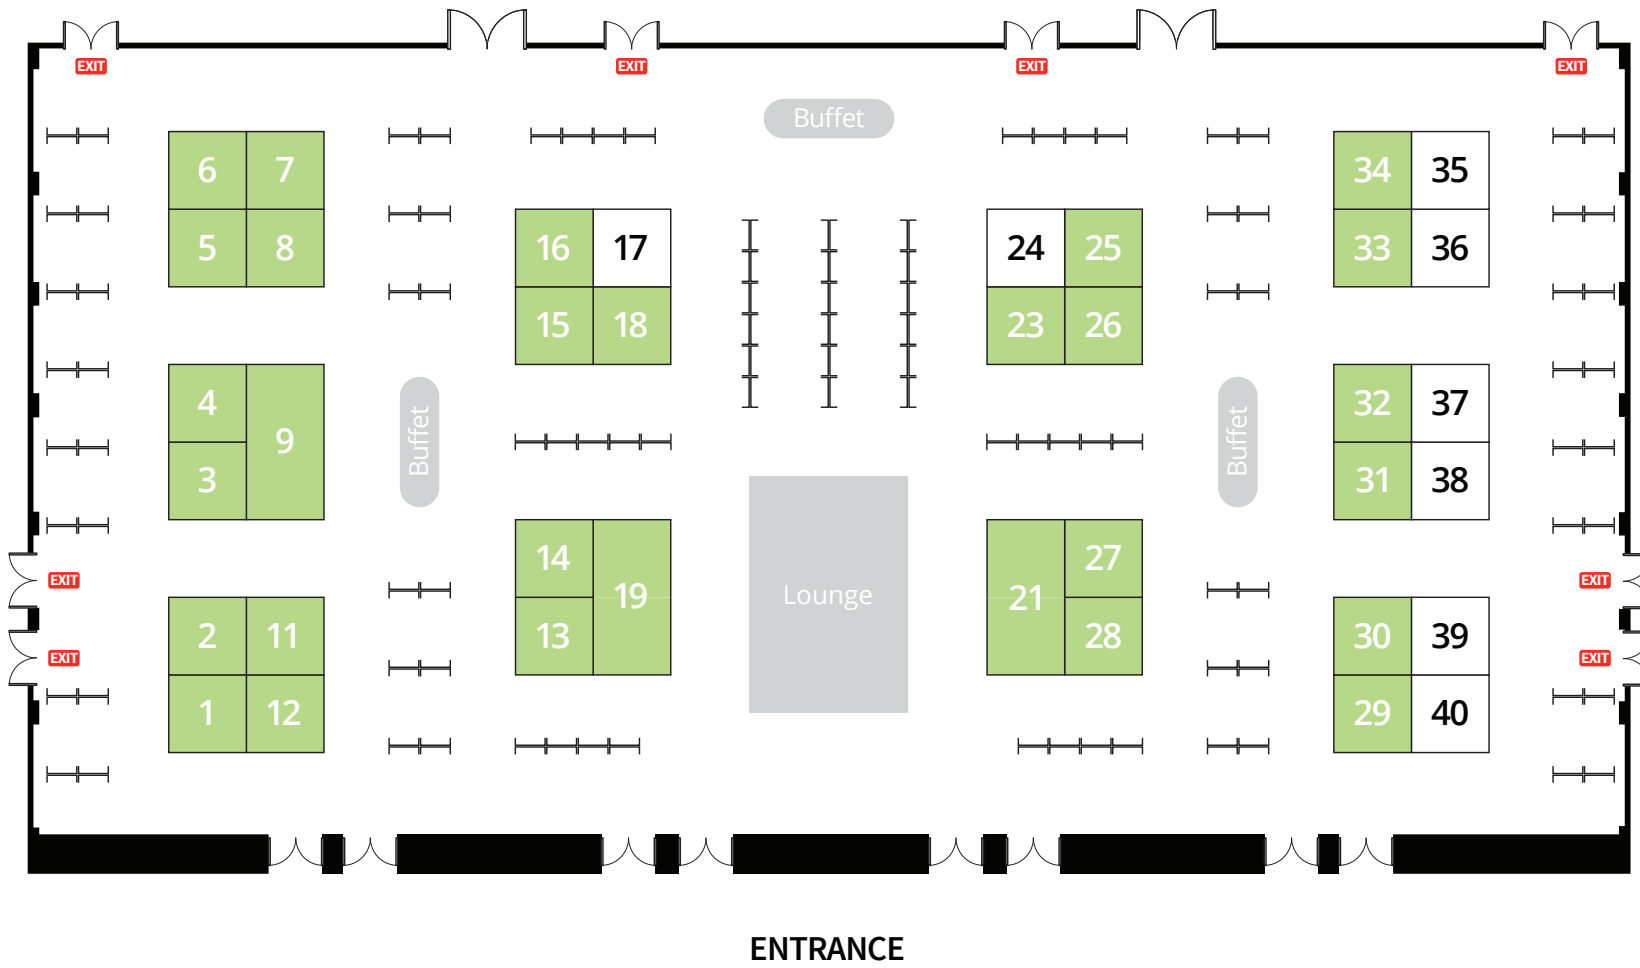 EXIT
EXIT
EXIT
EXIT
Buffet
6 7
5 8
16 17
15 18
24 25
23 26
34 35
33 36
4
9
3
Buffet
Buffet
32 37
31 38
14
19
13
Lounge
27
21
28
EXIT
EXIT
EXIT
EXIT
2 11
1 12
30 39
29 40
ENTRANCE